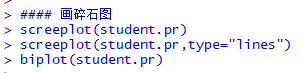 >
> #### 画碎石图
> screeplot(student.pr)
> screeplot(student.pr,type="lines")
> biplot(student.pr)